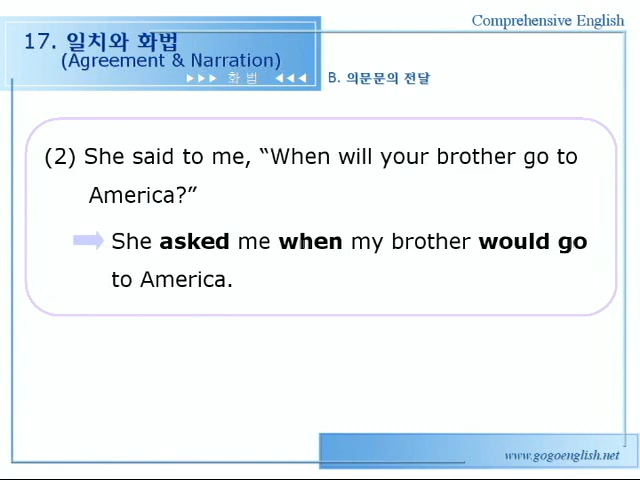 Comprehensive English
17. 일치와 화법
(Agreement & Narration)
▶▶▶ 화 법 ◀◀◀
B. 의문문의 전달
(2) She said to me, “When will your brother go to
America?”
She asked me when my brother would go
to America.
www.gogoenglish.net